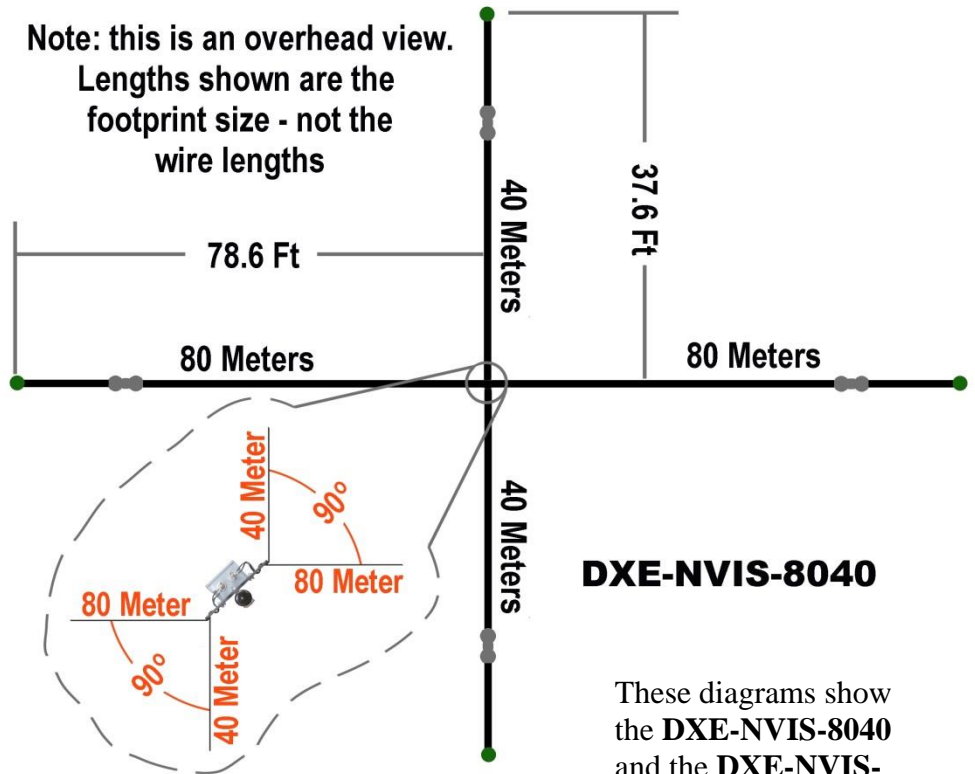 Note: this is an overhead view.
Lengths shown are the
footprint size - not the
wire lengths
40 Meters
37.6 Ft
78.6 Ft
80 Meters
80 Meters
40 Meter
90°
80 Meter
80 Meter
90°
40 Meter
40 Meters
DXE-NVIS-8040
These diagrams show
the DXE-NVIS-8040
and the DXE-NVIS-